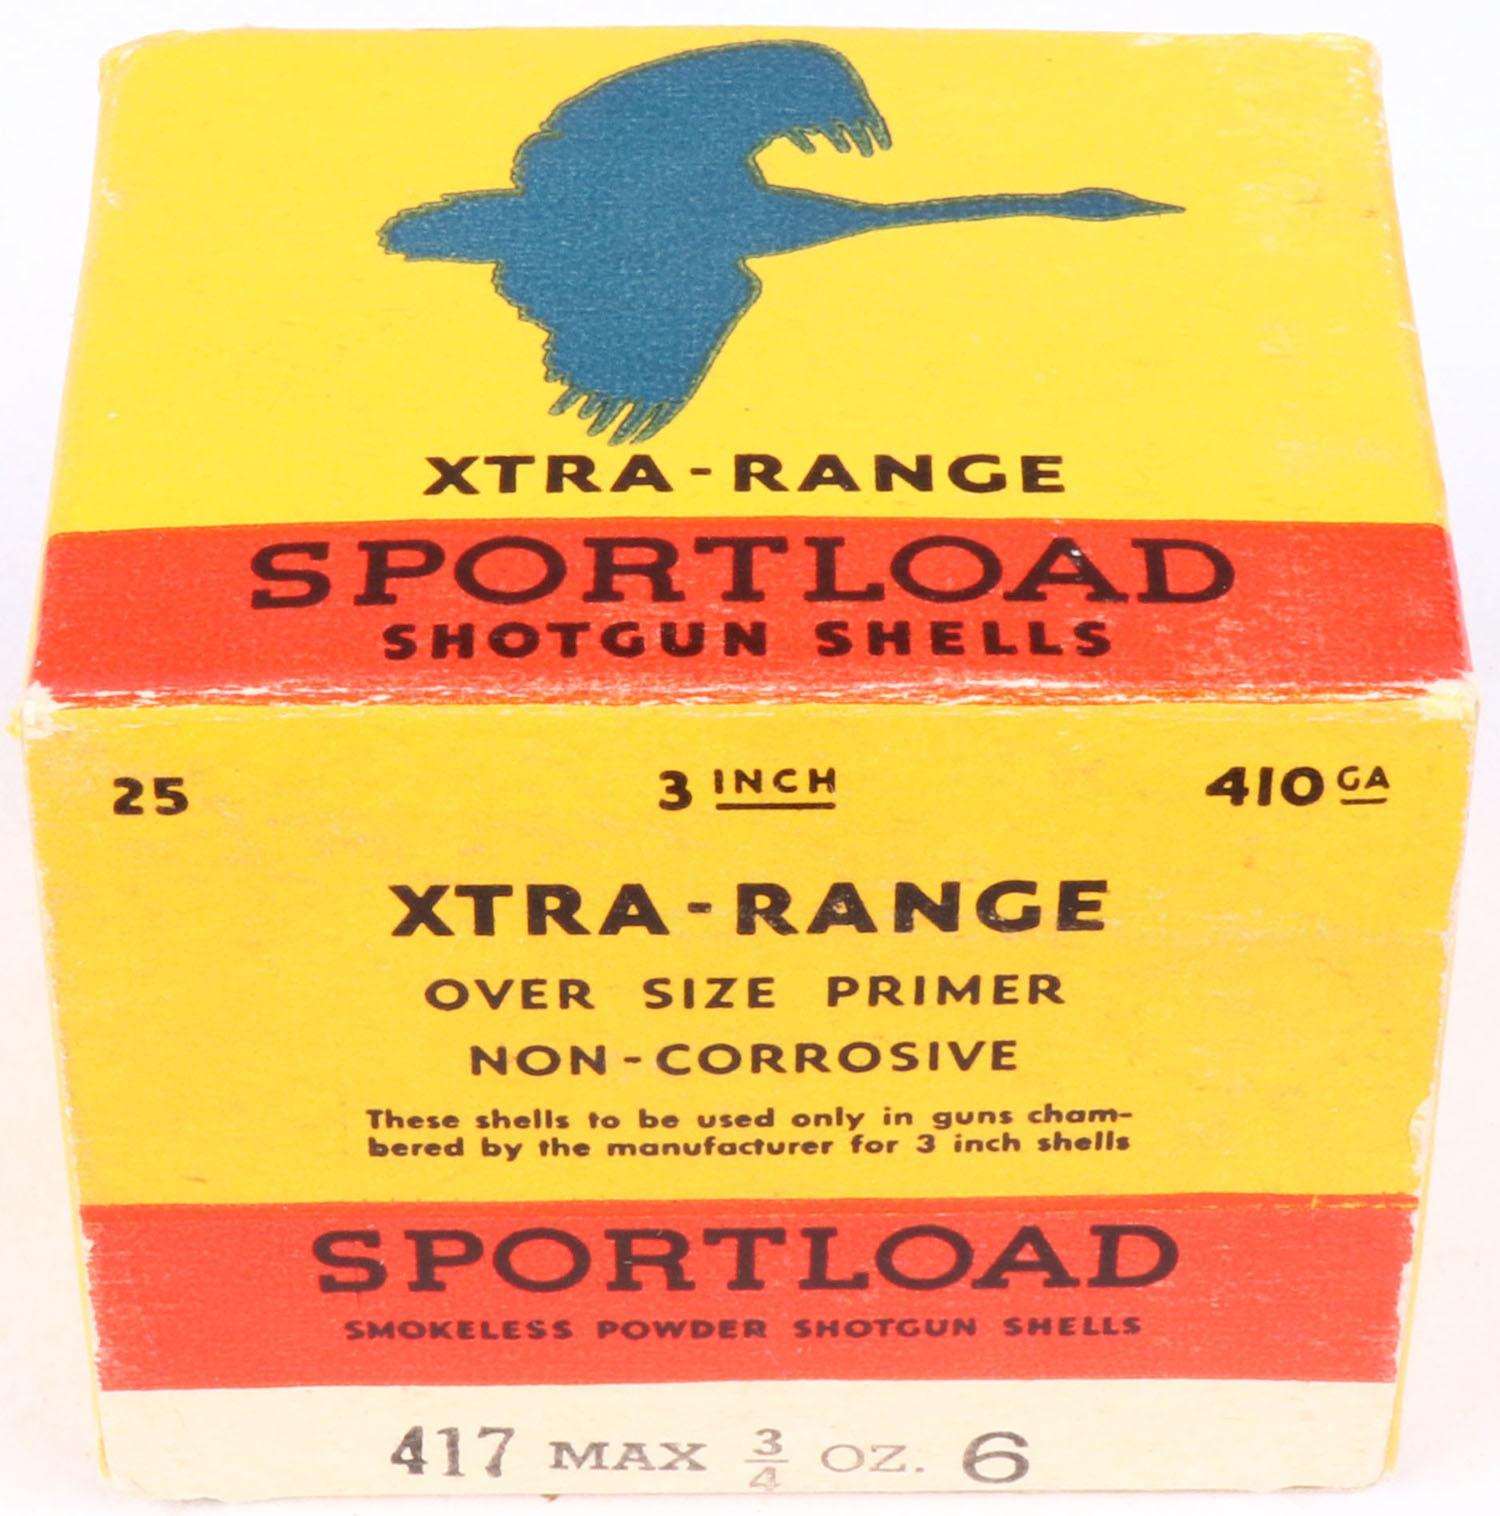 XTRA-RANGE
SPORTLOAD
SHOTGUN SHELLS
25 3 INCH 410 GA
XTRA-RANGE
OVER SIZE PRIMER
NON-CORROSIVE
These shells to be used only in guns cham-
bered by the manufacturer for 3 inch shells
SPORTLOAD
SMOKELESS POWDER SHOTGUN SHELLS
417 MAX 3/4 OZ. 6